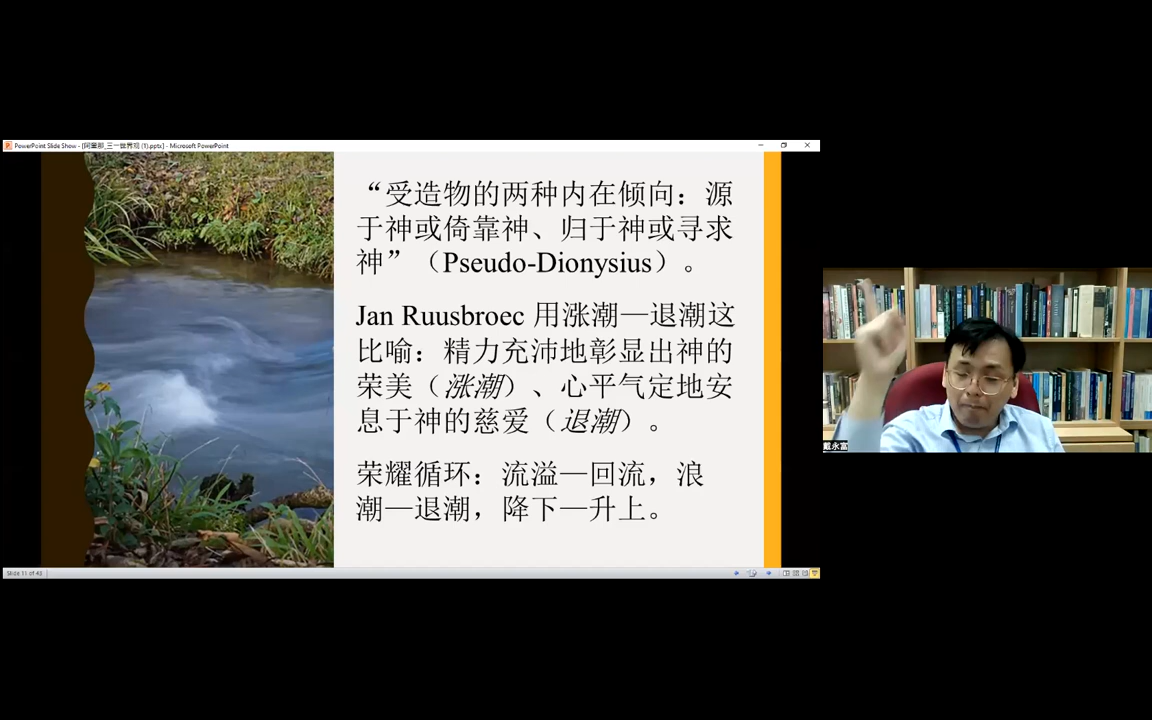 PowerPoint Slide Show - [阿奎那_三一世界观 (1).pptx] - Microsoft PowerPoint
“受造物的两种内在倾向：源
于神或倚靠神、归于神或寻求
神”（Pseudo-Dionysius）。
Jan Ruusbroec 用涨潮—退潮这
比喻：精力充沛地彰显出神的
荣美（涨潮）、心平气定地安
息于神的慈爱（退潮）。
荣耀循环：流溢—回流，浪
潮—退潮，降下—升上。
戴永富
Slide 11 of 43